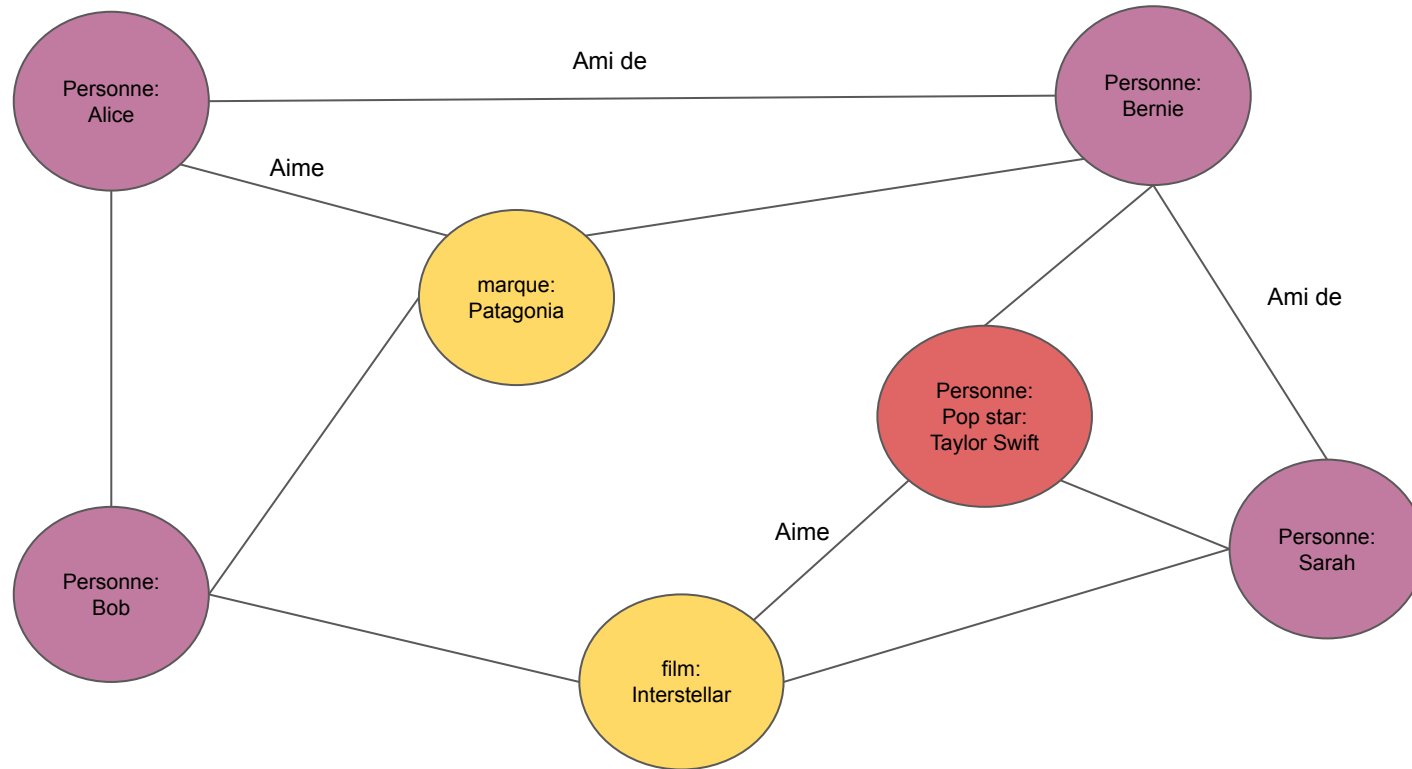 Ami de
Personne:
Alice
Personne:
Bernie
Aime
marque:
Patagonia
Ami de
Personne:
Pop star:
Taylor Swift
Aime
Personne:
Sarah
Personne:
Bob
film:
Interstellar